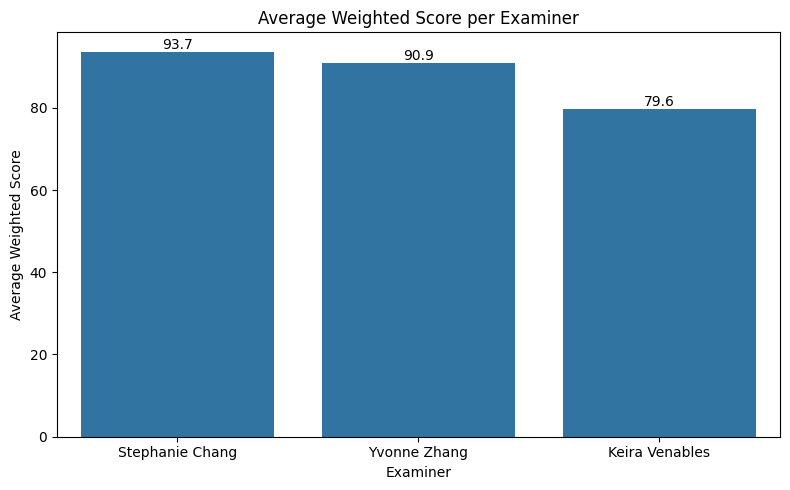 Average Weighted Score per Examiner
93.7
90.9
79.6
Average Weighted Score
80
60
40
20
0
Stephanie Chang
Yvonne Zhang
Keira Venables
Examiner